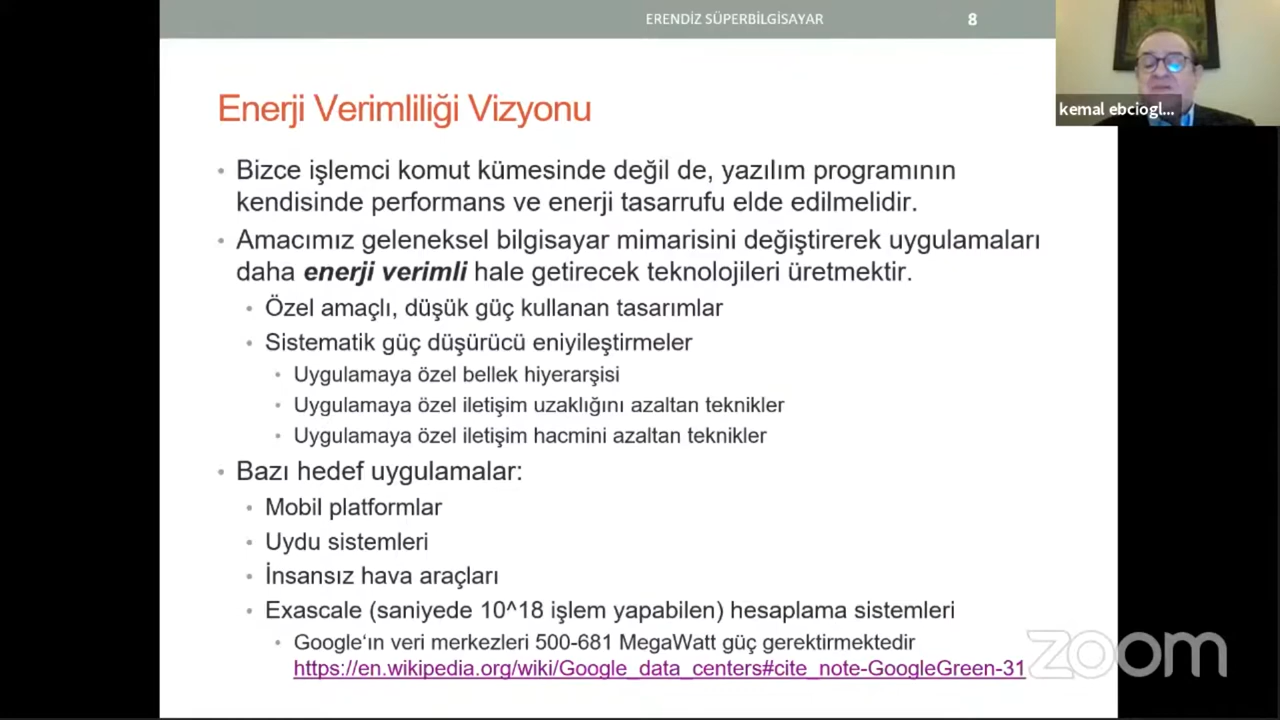 ERENDİZ SÜPERBİLGİSAYAR 8
kemal ebciogl...
Enerji Verimliliği Vizyonu
• Bizce işlemci komut kümesinde değil de, yazılım programının
kendisinde performans ve enerji tasarrufu elde edilmelidir.
• Amacımız geleneksel bilgisayar mimarisini değiştirerek uygulamaları
daha enerji verimli hale getirecek teknolojileri üretmektir.
• Özel amaçlı, düşük güç kullanan tasarımlar
• Sistematik güç düşürücü eniyileştirmeler
• Uygulamaya özel bellek hiyerarşisi
• Uygulamaya özel iletişim uzaklığını azaltan teknikler
• Uygulamaya özel iletişim hacmini azaltan teknikler
• Bazı hedef uygulamalar:
• Mobil platformlar
• Uydu sistemleri
• İnsansız hava araçları
• Exascale (saniyede 10^18 işlem yapabilen) hesaplama sistemleri
• Google‘ın veri merkezleri 500-681 MegaWatt güç gerektirmektedir
https://en.wikipedia.org/wiki/Google_data_centers#cite_note-GoogleGreen-31
zoom